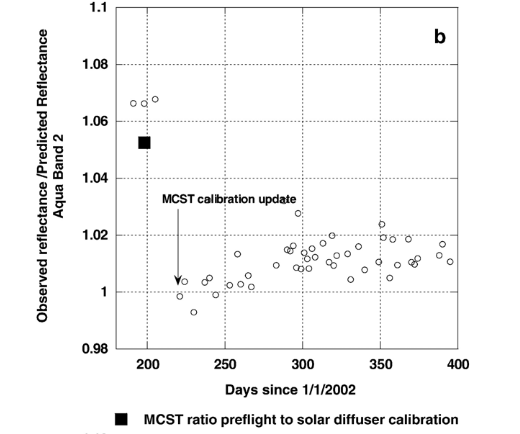 1.1
b
1.08
1.06
1.04
MCST calibration update
1.02
1
0.98
Observed reflectance /Predicted Reflectance
Aqua Band 2
200
250
300
350
400
Days since 1/1/2002
MCST ratio preflight to solar diffuser calibration